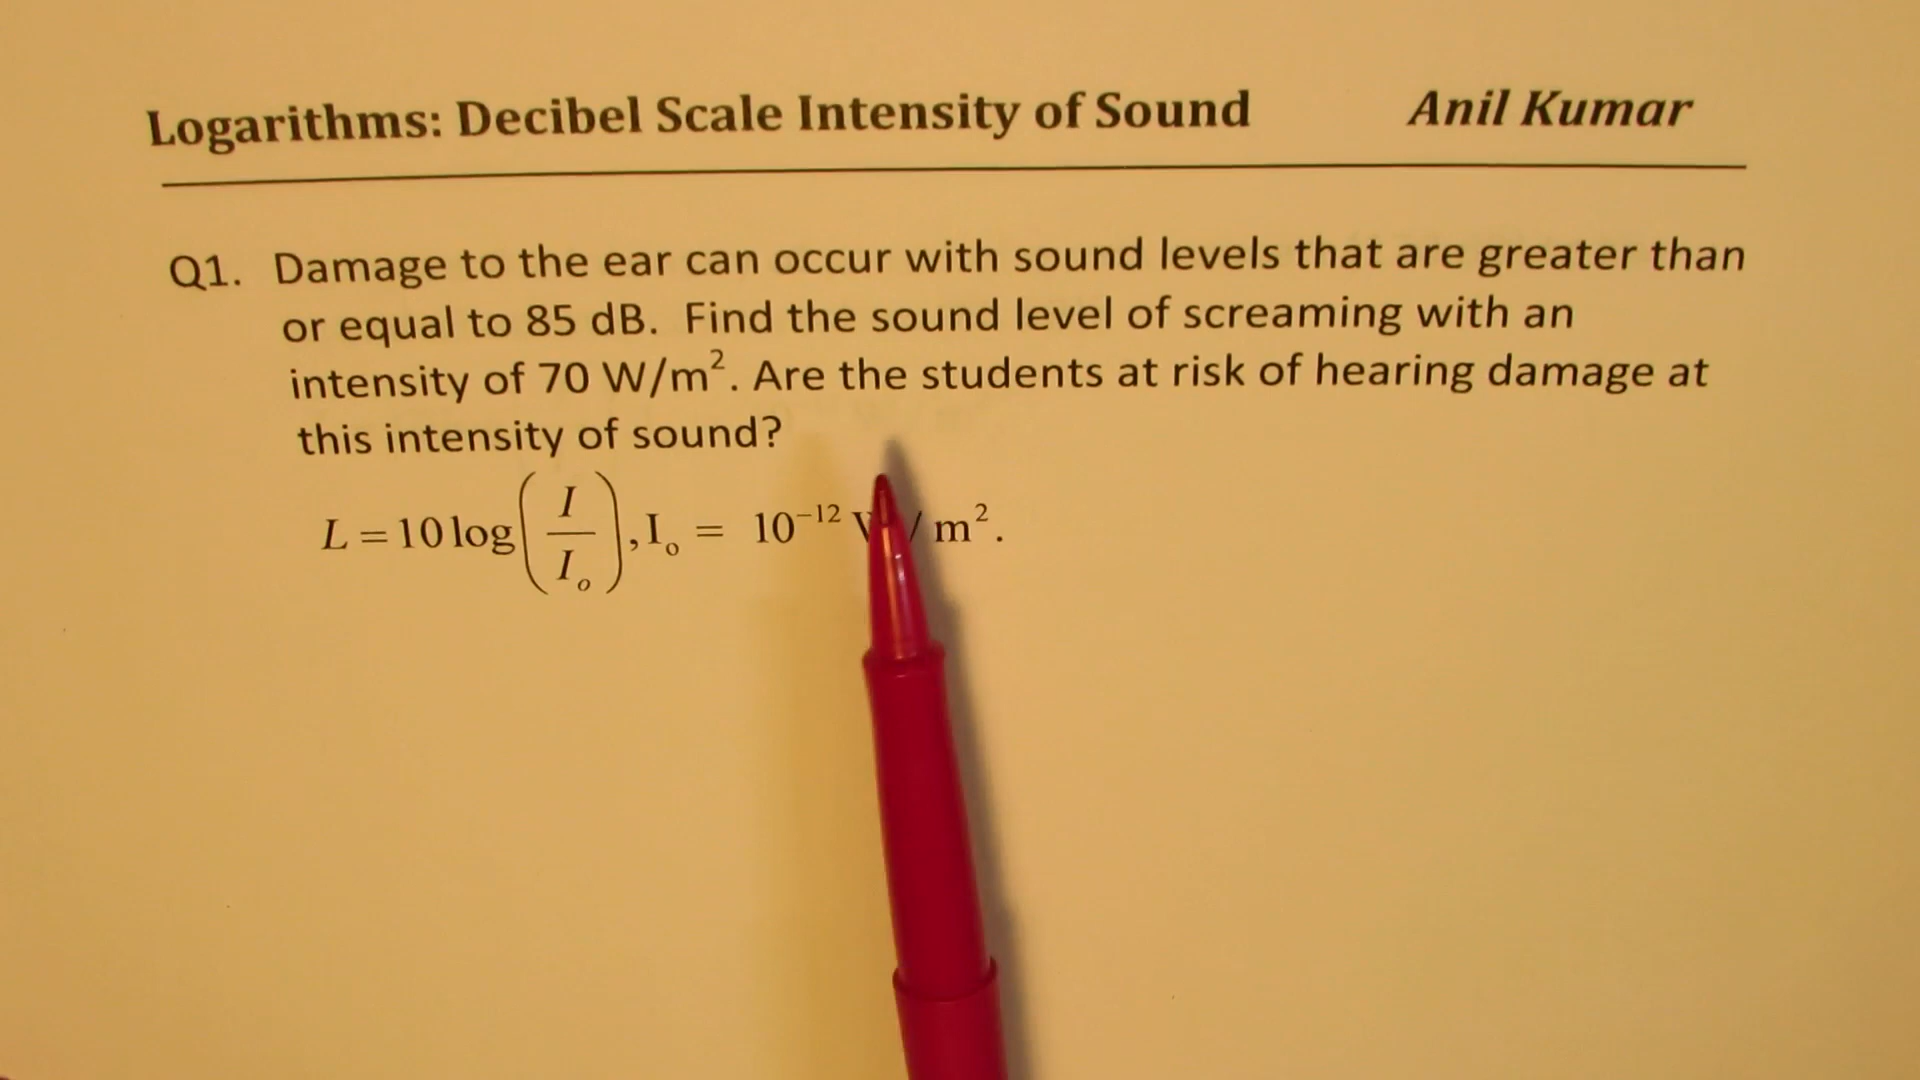 Logarithms: Decibel Scale Intensity of Sound Anil Kumar
Q1. Damage to the ear can occur with sound levels that are greater than
or equal to 85 dB. Find the sound level of screaming with an
intensity of 70 W/m². Are the students at risk of hearing damage at
this intensity of sound?
L = 10 log(I/Iₒ), Iₒ = 10⁻¹² / m².